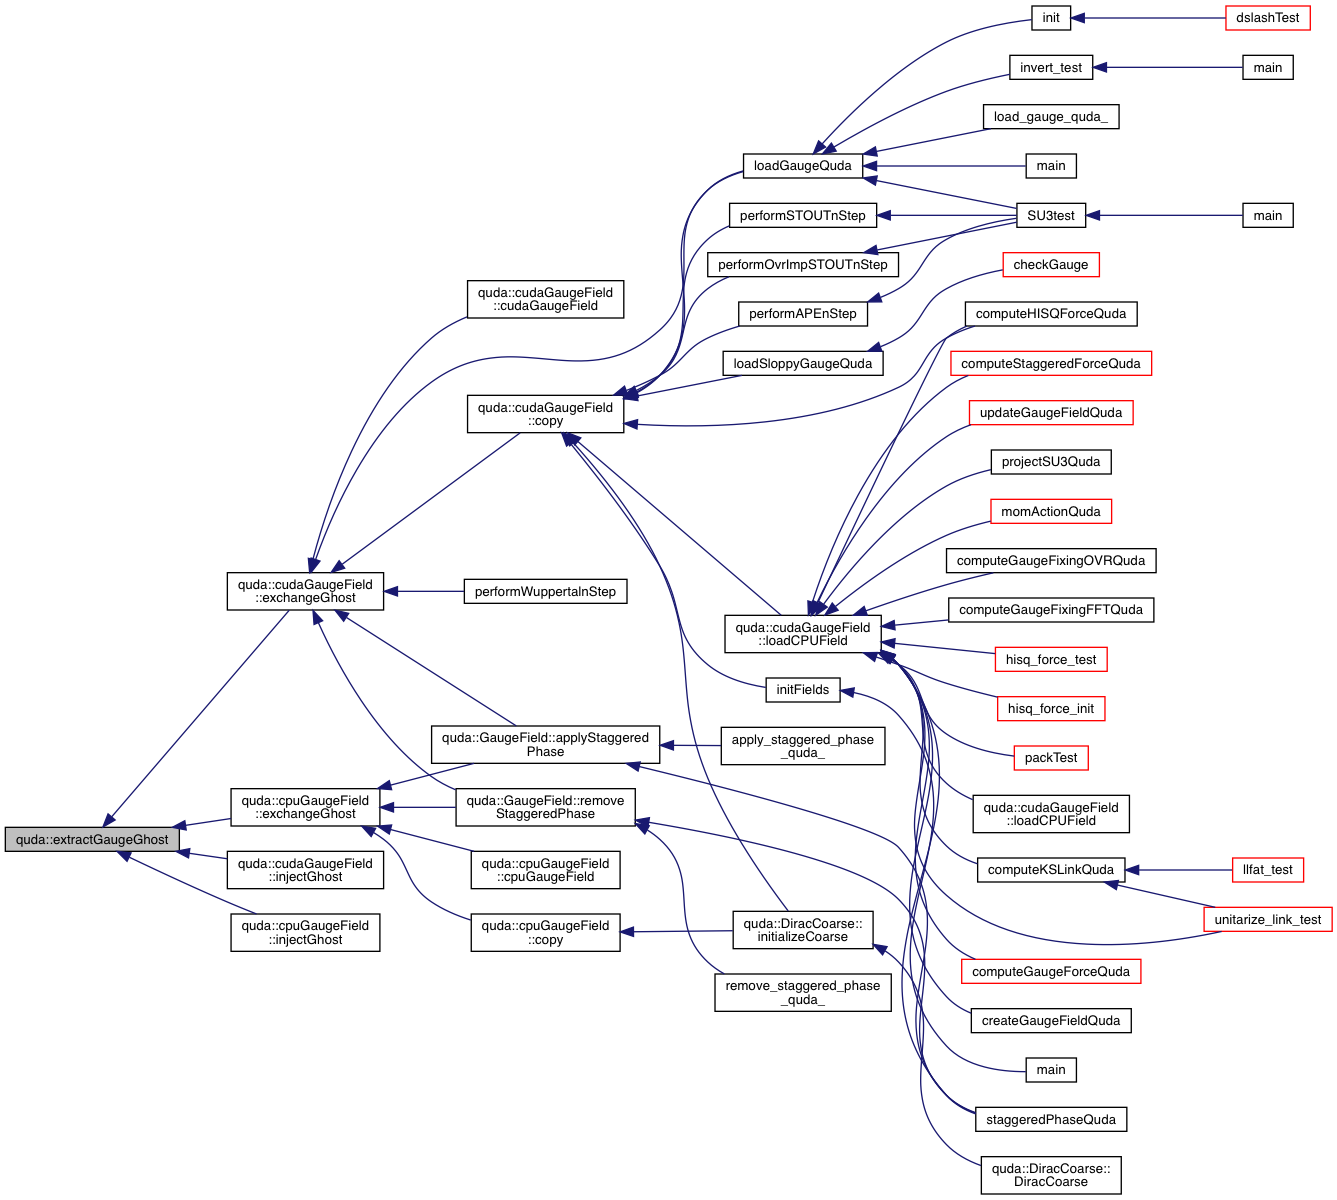 init
dslashTest
invert_test
main
load_gauge_quda_
loadGaugeQuda
main
performSTOUTnStep
SU3test
main
performOvrImpSTOUTnStep
checkGauge
quda::cudaGaugeField
::cudaGaugeField
performAPEnStep
computeHISQForceQuda
loadSloppyGaugeQuda
computeStaggeredForceQuda
quda::cudaGaugeField
::copy
updateGaugeFieldQuda
projectSU3Quda
momActionQuda
computeGaugeFixingOVRQuda
quda::cudaGaugeField
::exchangeGhost
performWuppertalnStep
computeGaugeFixingFFTQuda
quda::cudaGaugeField
::loadCPUField
hisq_force_test
initFields
hisq_force_init
quda::GaugeField::applyStaggered
Phase
apply_staggered_phase
_quda_
packTest
quda::cpuGaugeField
::exchangeGhost
quda::GaugeField::remove
StaggeredPhase
quda::cudaGaugeField
::loadCPUField
quda::extractGaugeGhost
quda::cudaGaugeField
::injectGhost
quda::cpuGaugeField
::cpuGaugeField
computeKSLinkQuda
llfat_test
unitarize_link_test
quda::cpuGaugeField
::injectGhost
quda::cpuGaugeField
::copy
quda::DiracCoarse::
initializeCoarse
computeGaugeForceQuda
remove_staggered_phase
_quda_
createGaugeFieldQuda
main
staggeredPhaseQuda
quda::DiracCoarse::
DiracCoarse